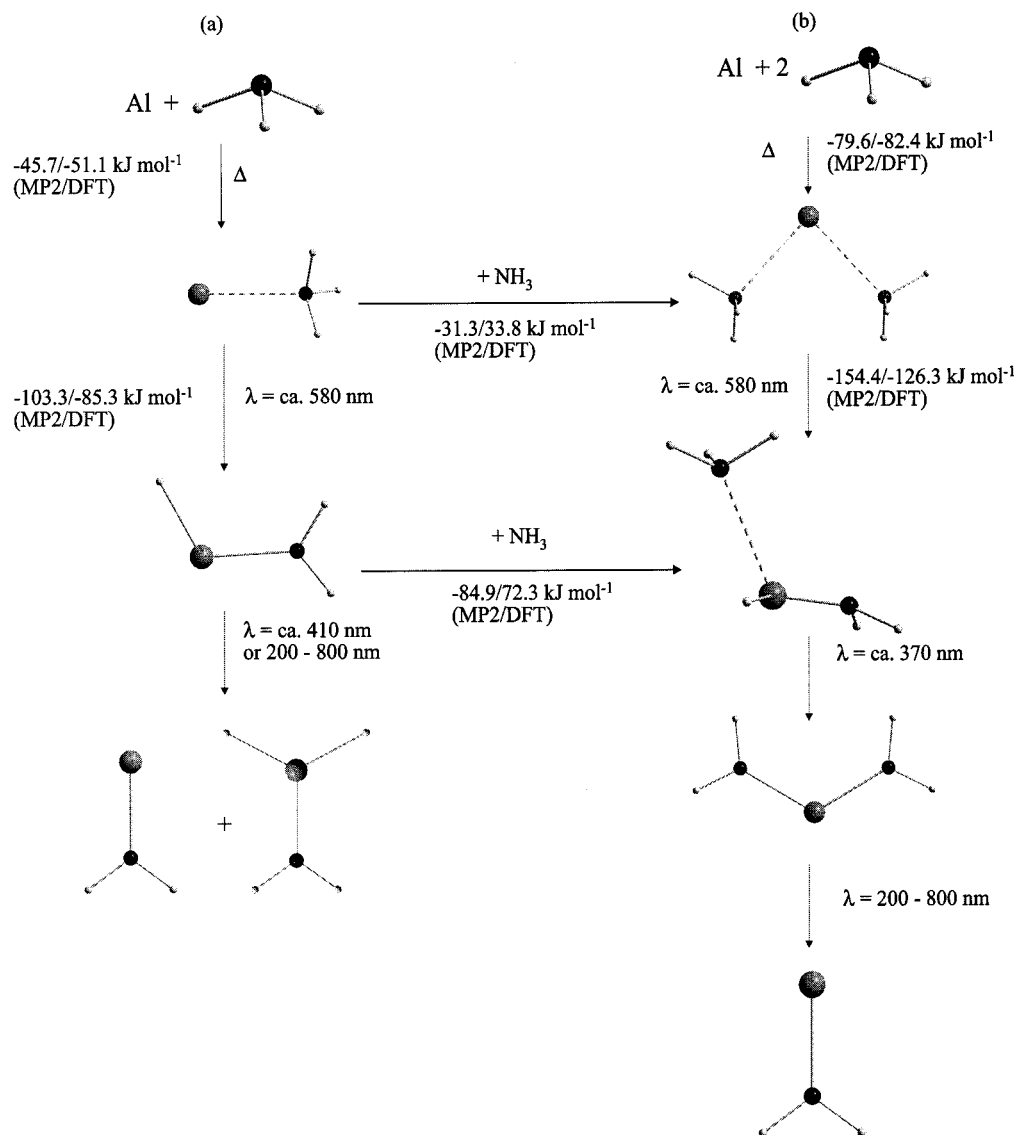 (a)
(b)
Al +
Al + 2
-45.7/-51.1 kJ mol-1
(MP2/DFT)
Δ
Δ
-79.6/-82.4 kJ mol-1
(MP2/DFT)
+ NH3
-31.3/33.8 kJ mol-1
(MP2/DFT)
-103.3/-85.3 kJ mol-1
(MP2/DFT)
λ = ca. 580 nm
λ = ca. 580 nm
-154.4/-126.3 kJ mol-1
(MP2/DFT)
+ NH3
-84.9/72.3 kJ mol-1
(MP2/DFT)
λ = ca. 410 nm
or 200 - 800 nm
λ = ca. 370 nm
+
λ = 200 - 800 nm